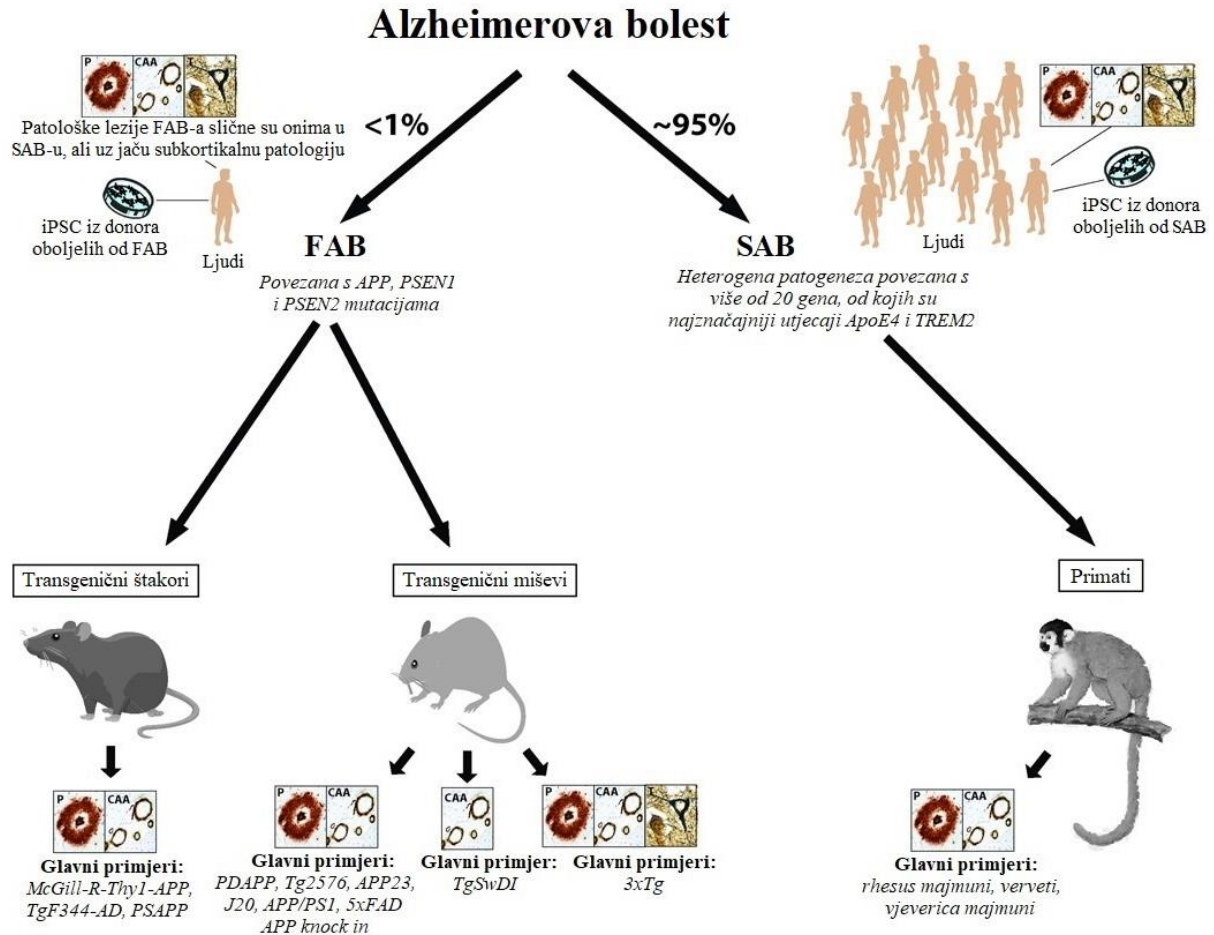 Alzheimerova bolest
P
CAA
T
Patološke lezije FAB-a slične su onima u
SAB-u, ali uz jaču subkortikalnu patologiju
iPSC iz donora
oboljelih od FAB
Ljudi
<1%
~95%
P
CAA
T
iPSC iz donora
oboljelih od SAB
Ljudi
FAB
Povezana s APP, PSEN1
i PSEN2 mutacijama
SAB
Heterogena patogeneza povezana s
više od 20 gena, od kojih su
najznačajniji utjecaji ApoE4 i TREM2
Transgenični štakori
Transgenični miševi
Primati
P
CAA
Glavni primjeri:
McGill-R-Thy1-APP,
TgF344-AD, PSAPP
P
CAA
Glavni primjeri:
PDAPP, Tg2576, APP23,
J20, APP/PS1, 5xFAD
APP knock in
CAA
Glavni primjer:
TgSwDI
P
CAA
T
Glavni primjeri:
3xTg
P
CAA
Glavni primjeri:
rhesus majmuni, verveti,
vjeverica majmuni